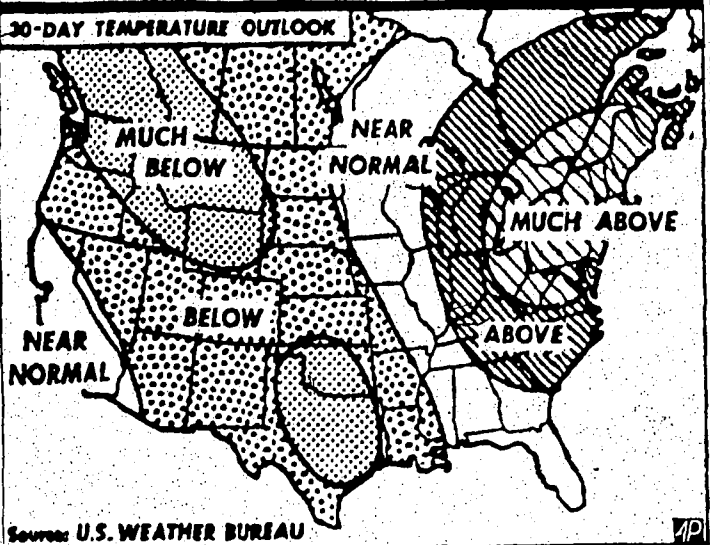 30-DAY TEMPERATURE OUTLOOK
MUCH
BELOW
NEAR
NORMAL
MUCH ABOVE
BELOW
ABOVE
NEAR
NORMAL
Source: U.S. WEATHER BUREAU
AP